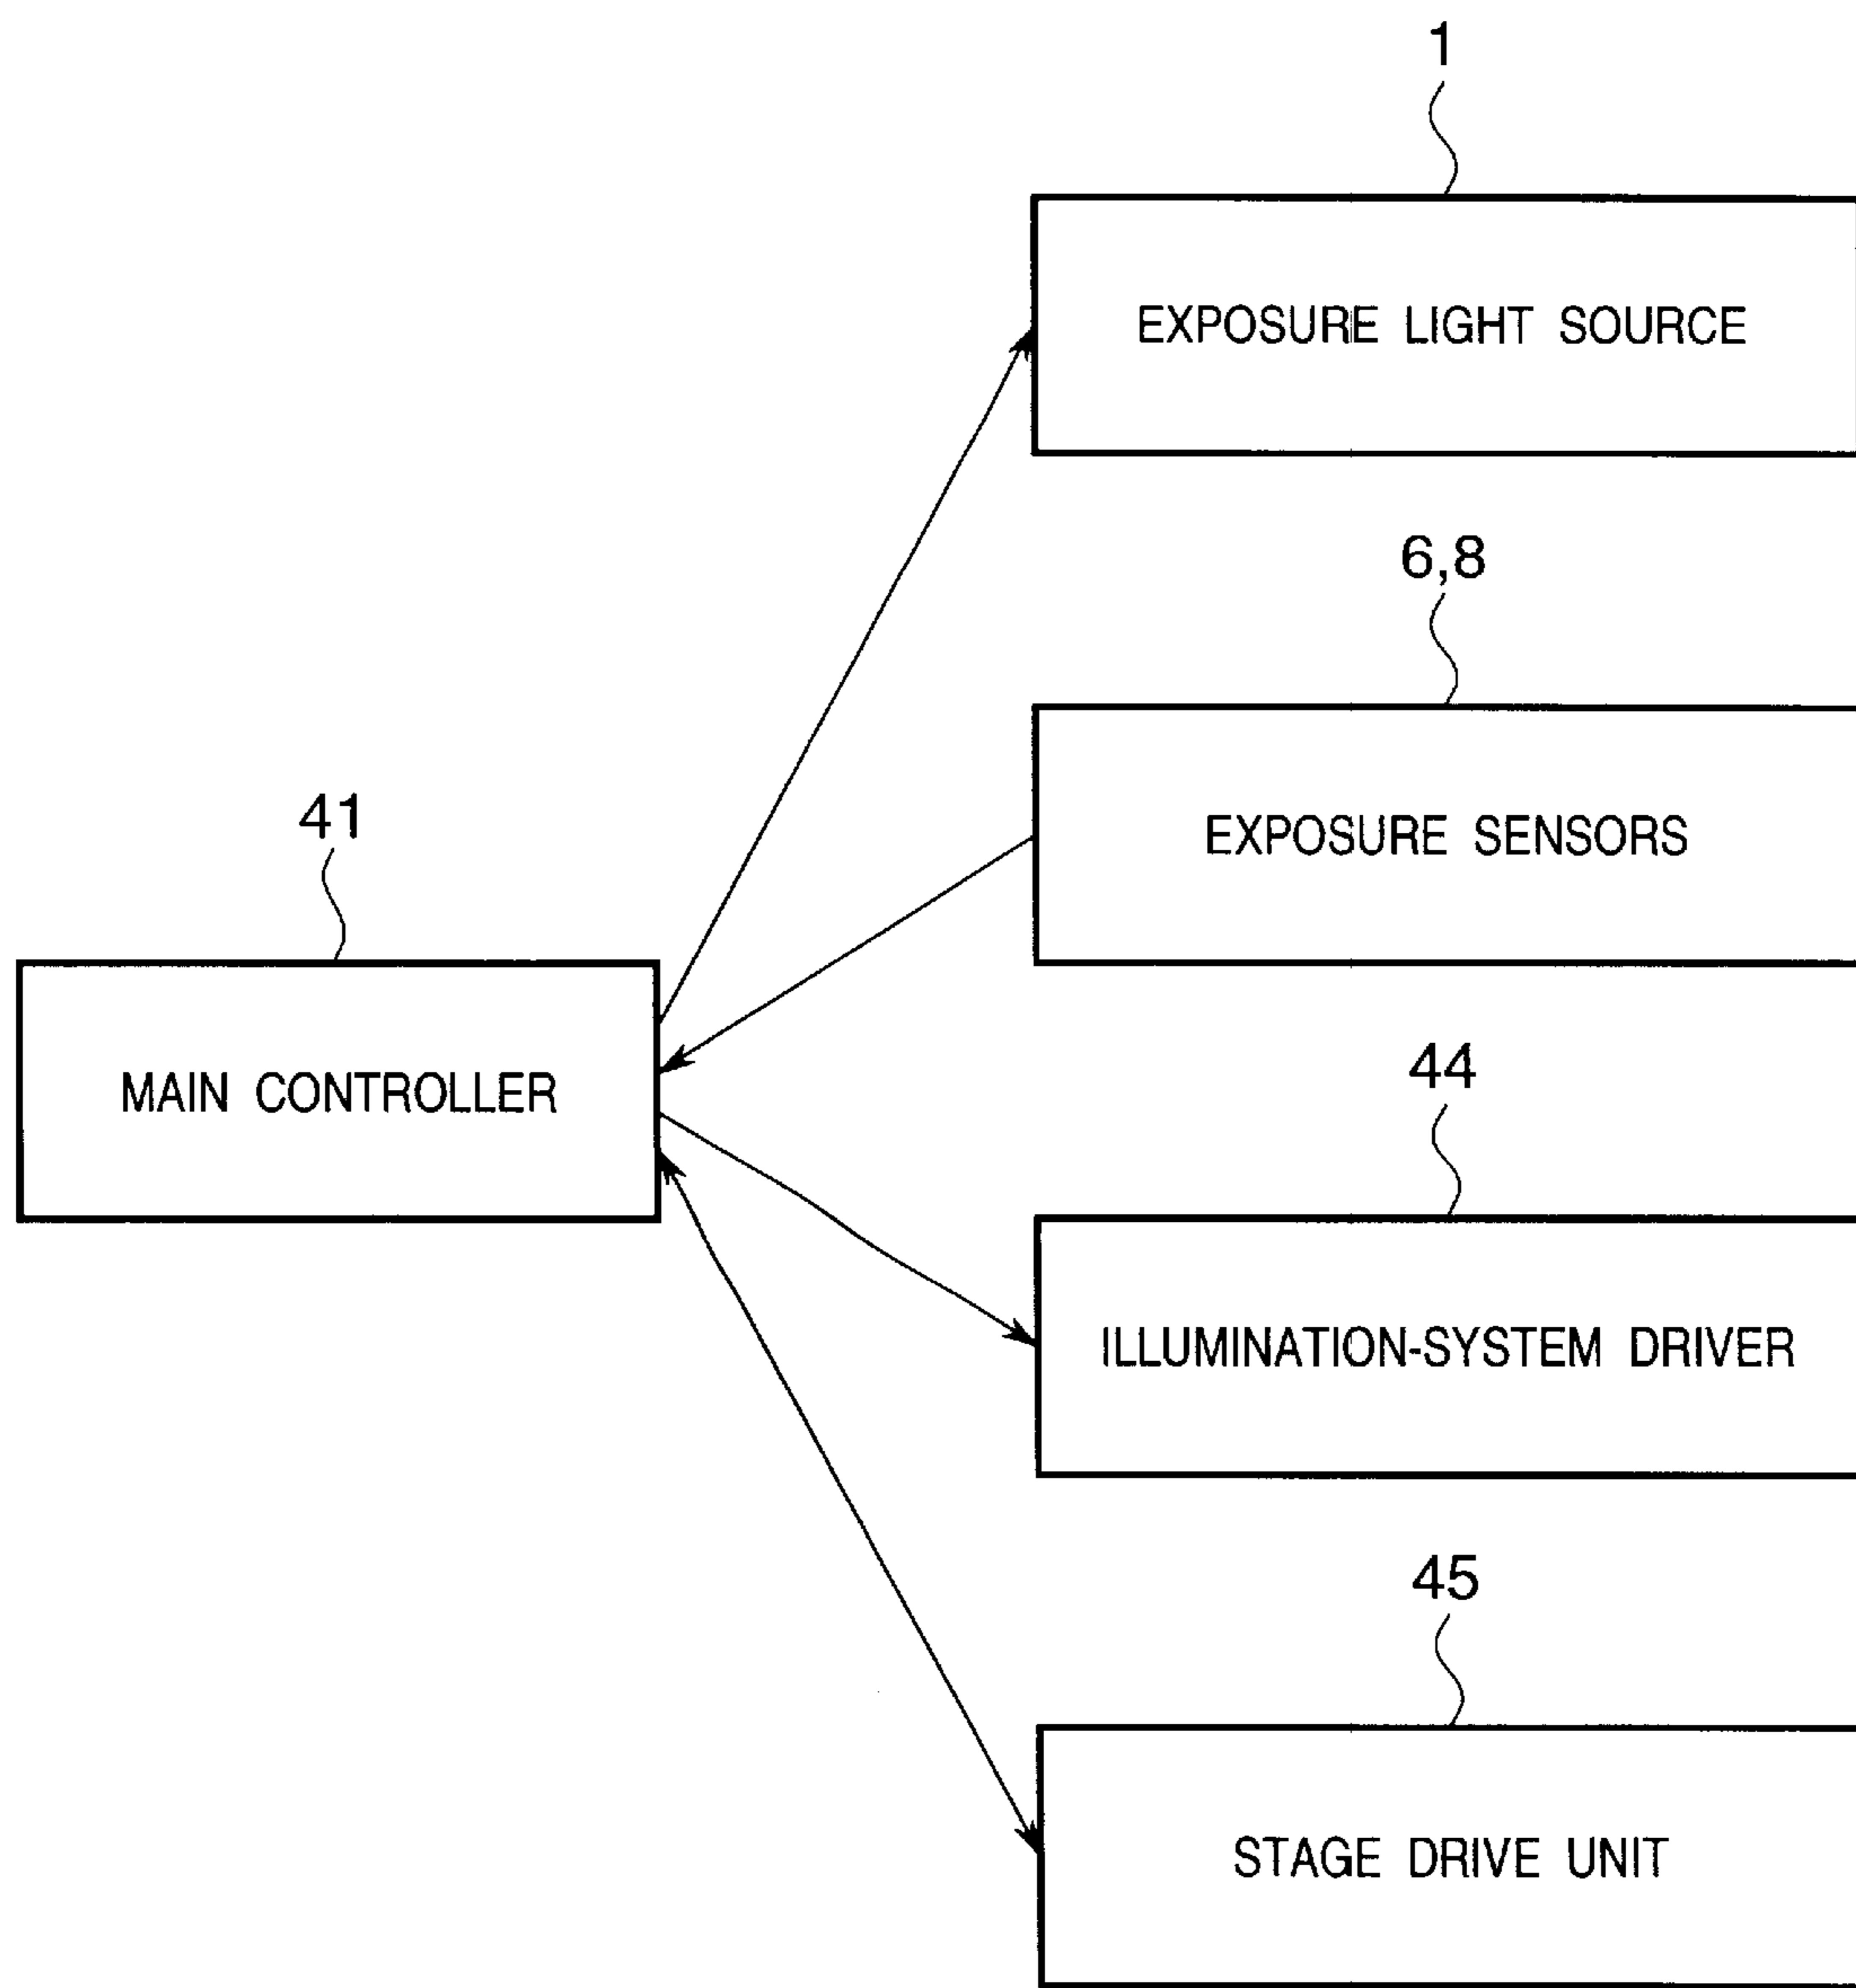 1
EXPOSURE LIGHT SOURCE
6,8
EXPOSURE SENSORS
41
MAIN CONTROLLER
44
ILLUMINATION-SYSTEM DRIVER
45
STAGE DRIVE UNIT